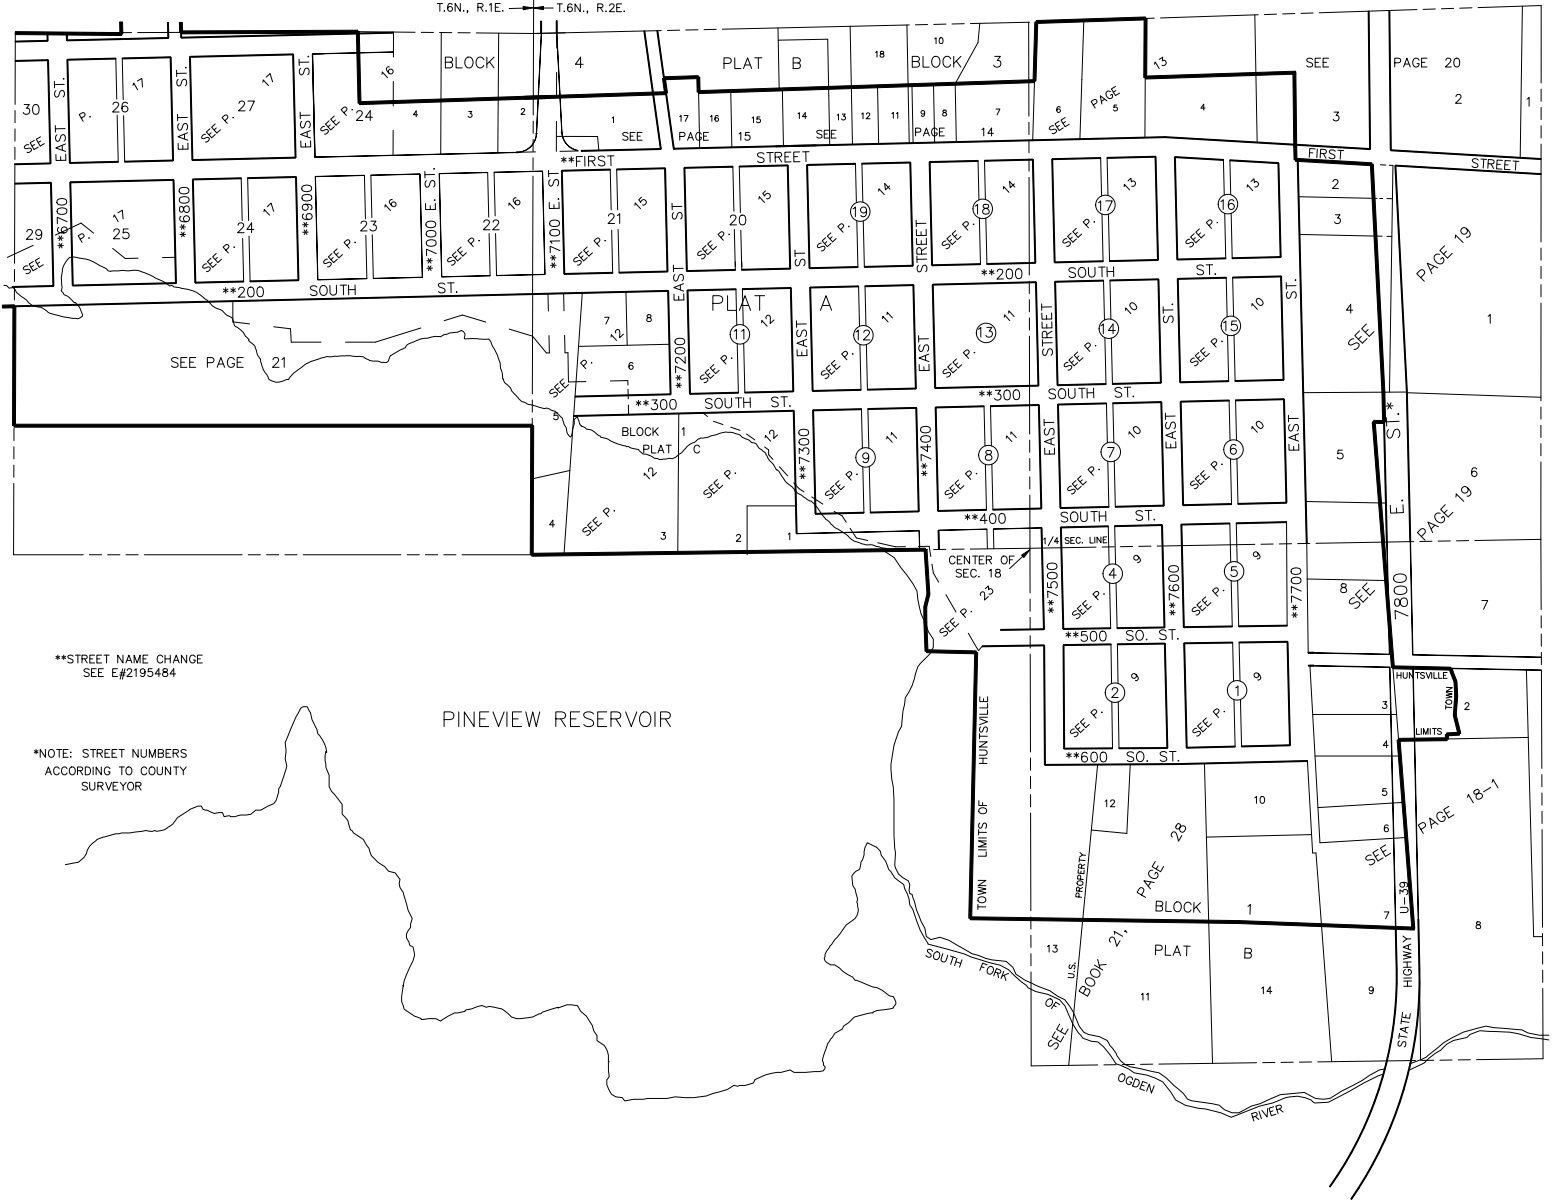 T.6N., R.1E. T.6N., R.2E.
BLOCK 4
PLAT B
18
10
BLOCK 3
13
SEE PAGE 20
2
1
30
SEE
EAST ST.
P. 26 17
EAST ST.
SEE P. 27 17
EAST ST.
SEE P. 24 16
4
3
2
1
SEE PAGE 15
17
16
15
14
SEE PAGE 14
13
12
11
9
8
7
6
SEE PAGE
5
4
3
**FIRST STREET
FIRST STREET
29
SEE
**6700
P. 25 17
**6800
SEE P. 24 17
**6900
SEE P. 23 16
**7000 E. ST.
SEE P. 22 16
**7100 E. ST
SEE P. 21 15
EAST ST
SEE P. 20 15
EAST ST
SEE P. 19 14
STREET
SEE P. 18 14
SEE P. 17 13
SEE P. 16 13
2
3
SEE PAGE 19
1
**200 SOUTH ST.
**200 SOUTH ST.
PLAT A
SEE PAGE 21
7
8
12
6
SEE P.
5
**7200
SEE P. 11 12
EAST
SEE P. 12 11
EAST
SEE P. 13 11
STREET
SEE P. 14 10
ST.
SEE P. 15 10
ST.
4
SEE
**300 SOUTH ST.
**300 SOUTH ST.
BLOCK 1
PLAT C
12
SEE P.
12
SEE P.
4
3
2
1
**7300
SEE P. 9 11
**7400
SEE P. 8 11
EAST
SEE P. 7 10
EAST
SEE P. 6 10
EAST
5
7800 E. ST.*
6
PAGE 19
**400 SOUTH ST.
1/4 SEC. LINE
CENTER OF
SEC. 18
SEE P. 23
**7500
SEE P. 4 9
**7600
SEE P. 5 9
**7700
8
SEE
7
**500 SO. ST.
**STREET NAME CHANGE
SEE E#2195484
PINEVIEW RESERVOIR
*NOTE: STREET NUMBERS
ACCORDING TO COUNTY
SURVEYOR
TOWN LIMITS OF HUNTSVILLE
SEE P. 2 9
SEE P. 1 9
HUNTSVILLE
TOWN
LIMITS
2
3
4
5
6
**600 SO. ST.
12
10
SEE PAGE 18-1
SEE BOOK 21, PAGE 28
U.S. PROPERTY
BLOCK 1
PLAT B
7
8
13
11
14
9
STATE HIGHWAY U-39
SOUTH FORK OF OGDEN RIVER